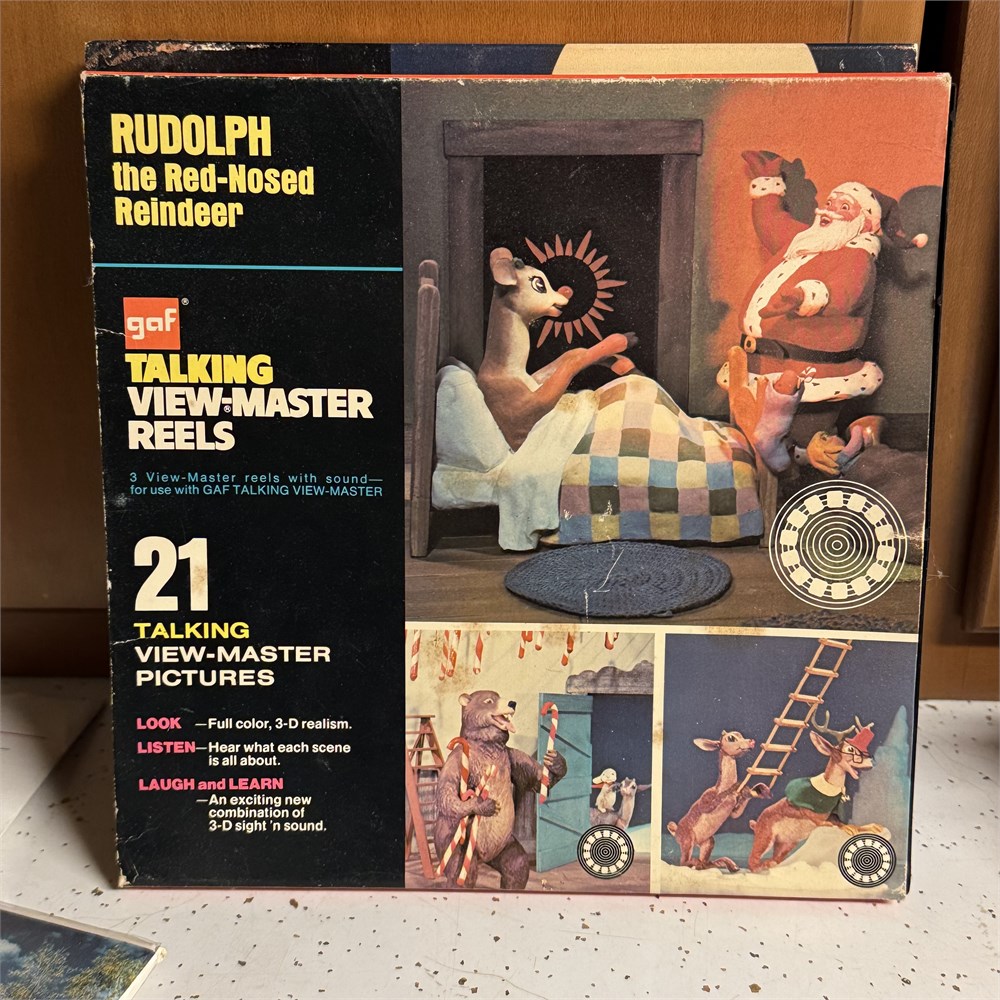 RUDOLPH
the Red-Nosed
Reindeer
gaf®
TALKING
VIEW-MASTER®
REELS
3 View-Master reels with sound—
for use with GAF TALKING VIEW-MASTER
21
TALKING
VIEW-MASTER
PICTURES
LOOK —Full color, 3-D realism.
LISTEN—Hear what each scene
is all about.
LAUGH and LEARN
—An exciting new
combination of
3-D sight 'n sound.